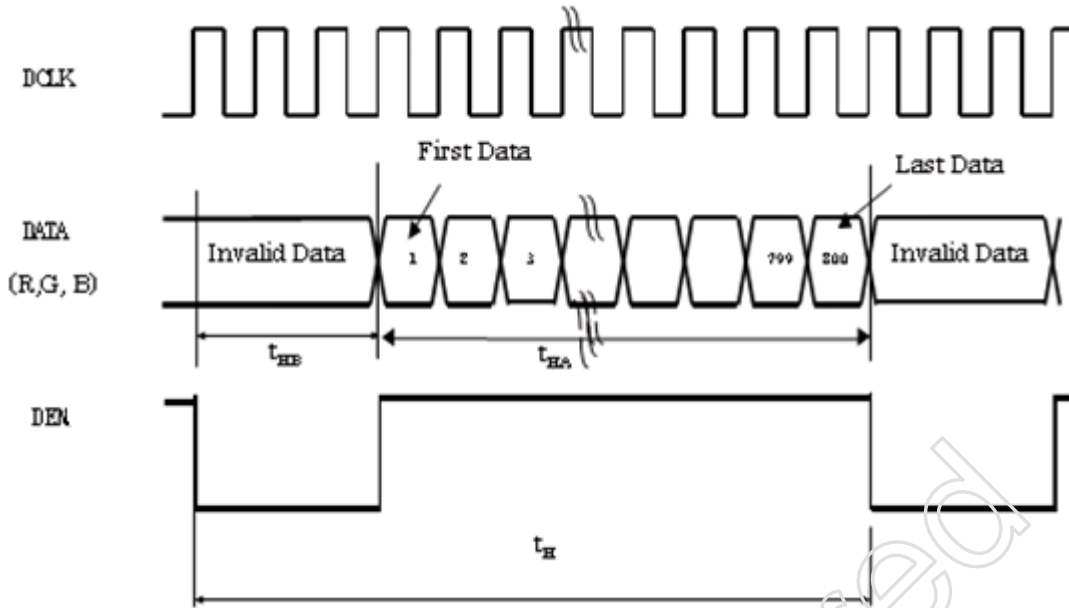 DCLK
First Data
Last Data
DATA
(R,G, B)
Invalid Data 1 2 3 799 800 Invalid Data
tHB
tHA
DEN
tH